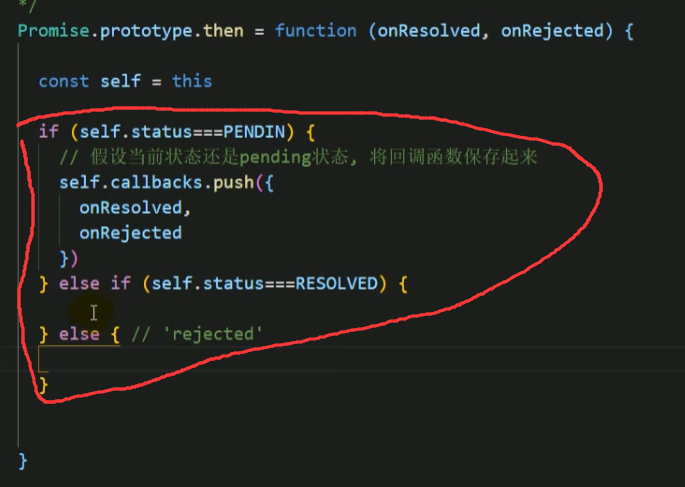 */
Promise.prototype.then = function (onResolved, onRejected) {
const self = this
if (self.status===PENDIN) {
// 假设当前状态还是pending状态, 将回调函数保存起来
self.callbacks.push({
onResolved,
onRejected
})
} else if (self.status===RESOLVED) {
} else { // 'rejected'
}
}